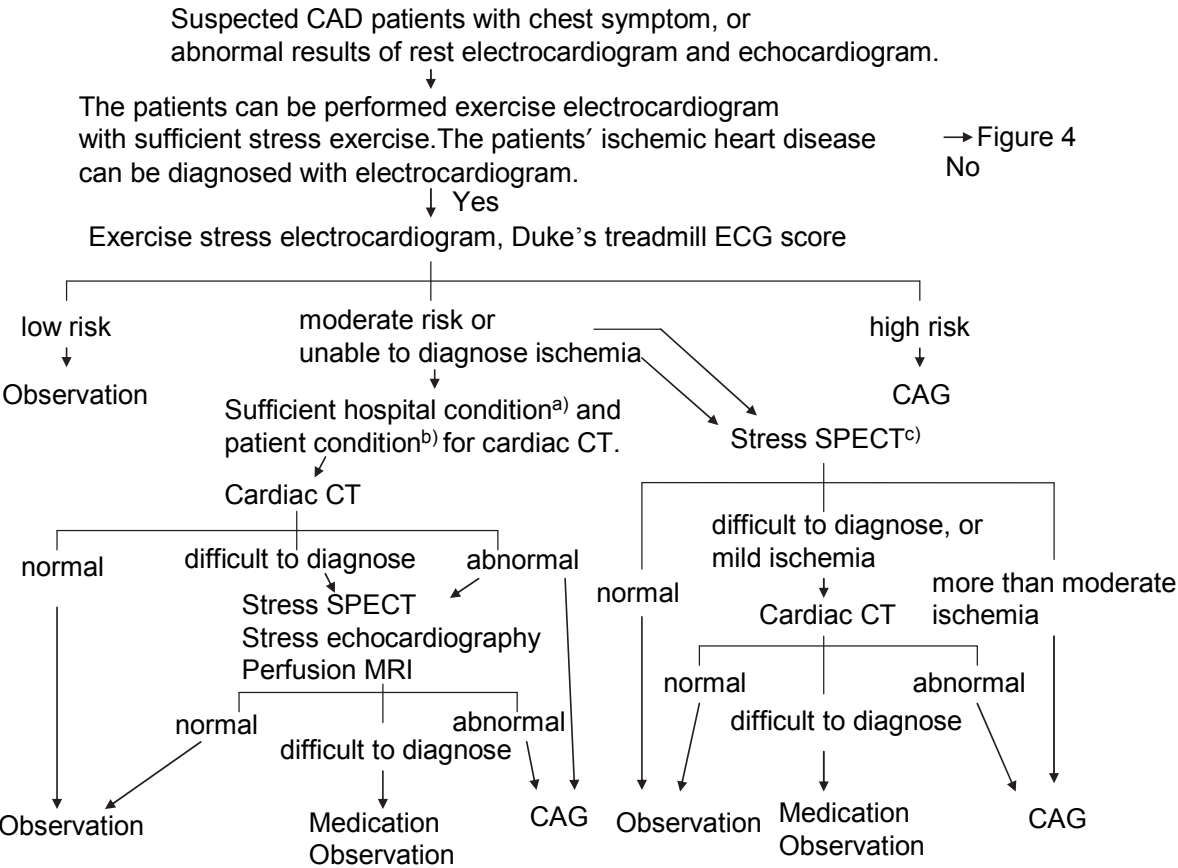 Suspected CAD patients with chest symptom, or
abnormal results of rest electrocardiogram and echocardiogram.
The patients can be performed exercise electrocardiogram
with sufficient stress exercise.The patients′ ischemic heart disease
can be diagnosed with electrocardiogram.
Figure 4
No
Yes
Exercise stress electrocardiogram, Duke's treadmill ECG score
low risk
Observation
moderate risk or
unable to diagnose ischemia
high risk
CAG
Sufficient hospital condition a) and
patient condition b) for cardiac CT.
Stress SPECT c)
Cardiac CT
normal
difficult to diagnose
abnormal
Stress SPECT
Stress echocardiography
Perfusion MRI
normal
difficult to diagnose
abnormal
Observation
Medication
Observation
CAG
normal
difficult to diagnose, or
mild ischemia
more than moderate
ischemia
Cardiac CT
normal
difficult to diagnose
abnormal
Observation
Medication
Observation
CAG